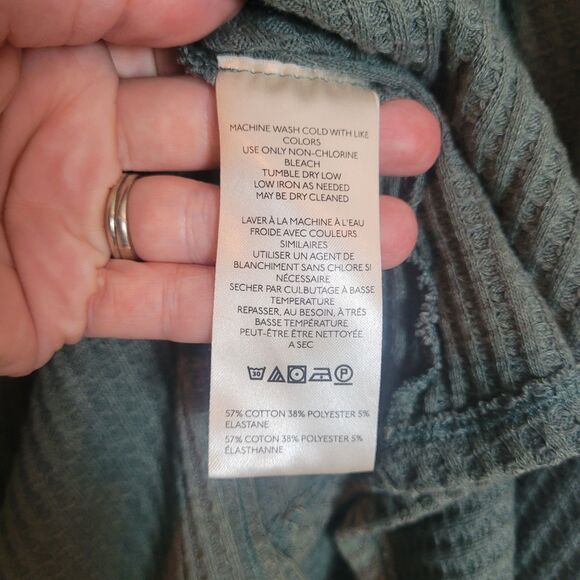 MACHINE WASH COLD WITH LIKE
COLORS
USE ONLY NON-CHLORINE
BLEACH
TUMBLE DRY LOW
LOW IRON AS NEEDED
MAY BE DRY CLEANED
LAVER À LA MACHINE À L'EAU
FROIDE AVEC COULEURS
SIMILAIRES
UTILISER UN AGENT DE
BLANCHIMENT SANS CHLORE SI
NÉCESSAIRE
SECHER PAR CULBUTAGE À BASSE
TEMPERATURE
REPASSER, AU BESOIN, À TRÉS
BASSE TEMPÉRATURE
PEUT-ÊTRE ÊTRE NETTOYÉ
A SEC
30 P
57% COTTON 38% POLYESTER 5%
ELASTANE
57% COTON 38% POLYESTER 5%
ÉLASTHANNE